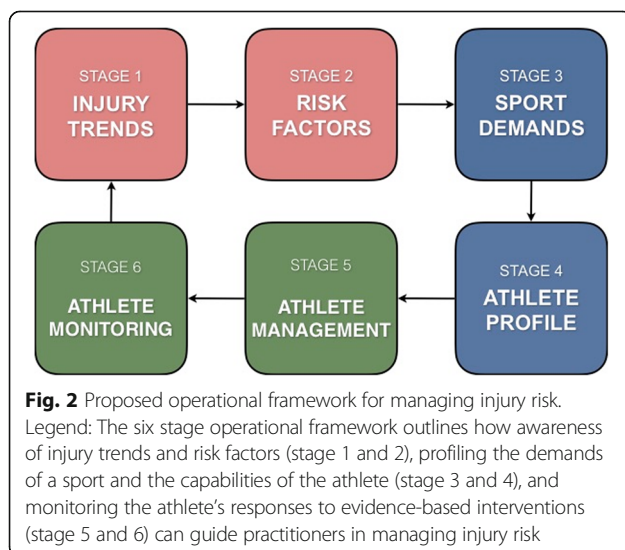 STAGE 1
INJURY
TRENDS
STAGE 2
RISK
FACTORS
STAGE 3
SPORT
DEMANDS
STAGE 4
ATHLETE
PROFILE
STAGE 5
ATHLETE
MANAGEMENT
STAGE 6
ATHLETE
MONITORING
Fig. 2 Proposed operational framework for managing injury risk.
Legend: The six stage operational framework outlines how awareness
of injury trends and risk factors (stage 1 and 2), profiling the demands
of a sport and the capabilities of the athlete (stage 3 and 4), and
monitoring the athlete's responses to evidence-based interventions
(stage 5 and 6) can guide practitioners in managing injury risk